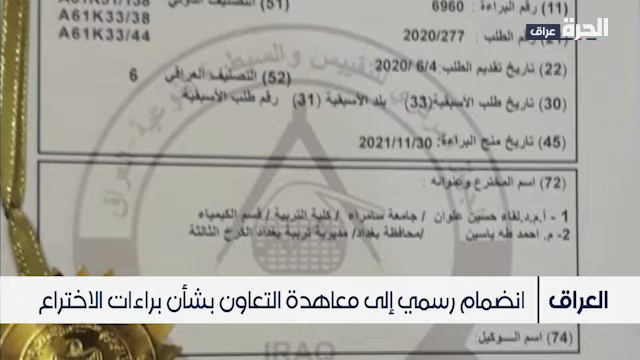 الحرة عراق
(11) رقم البراءة: 6960
(51) التصنيف الدولي
A61K31/138
A61K33/38
A61K33/44
(21) رقم الطلب : 2020/277
(22) تاريخ تقديم الطلب: 2020/6/4
(52) التصنيف العراقي 6
(30) تاريخ طلب الأسبقية (33) بلد الأسبقية (31) رقم طلب الأسبقية
(45) تاريخ منح البراءة: 2021/11/30
(72) اسم المخترع وعنوانه :
1 - أ.م.د.لقاء حسين علوان / جامعة سامراء / كلية التربية / قسم الكيمياء
2 - م. احمد طه ياسين /محافظة بغداد/ مديرية تربية بغداد الكرخ الثالثة
العراق
انضمام رسمي إلى معاهدة التعاون بشأن براءات الاختراع
(74) اسم الوكيل :
IRAQ